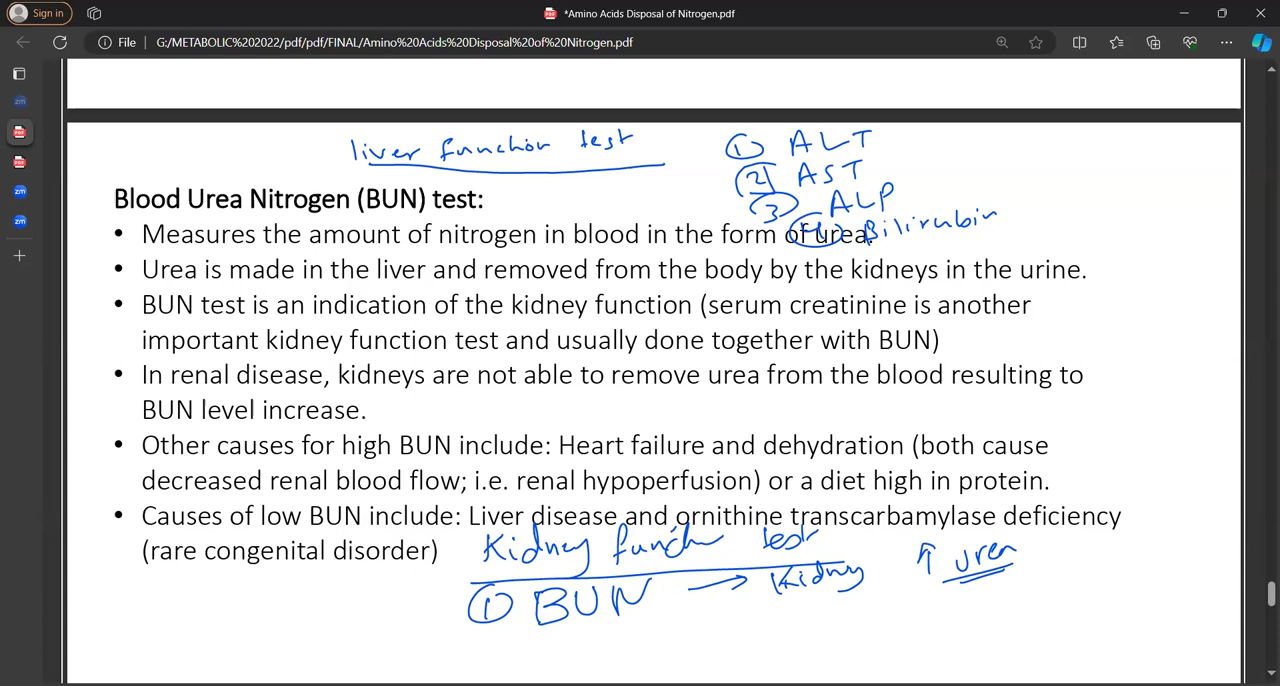 Sign in
*Amino Acids Disposal of Nitrogen.pdf
File G:/METABOLIC%202022/pdf/pdf/FINAL/Amino%20Acids%20Disposal%20of%20Nitrogen.pdf
liver function test
① ALT
② AST
③ ALP
④ Bilirubin
Blood Urea Nitrogen (BUN) test:
• Measures the amount of nitrogen in blood in the form of urea.
• Urea is made in the liver and removed from the body by the kidneys in the urine.
• BUN test is an indication of the kidney function (serum creatinine is another
important kidney function test and usually done together with BUN)
• In renal disease, kidneys are not able to remove urea from the blood resulting to
BUN level increase.
• Other causes for high BUN include: Heart failure and dehydration (both cause
decreased renal blood flow; i.e. renal hypoperfusion) or a diet high in protein.
• Causes of low BUN include: Liver disease and ornithine transcarbamylase deficiency
(rare congenital disorder)
Kidney function test
① BUN → Kidny ↑ urea